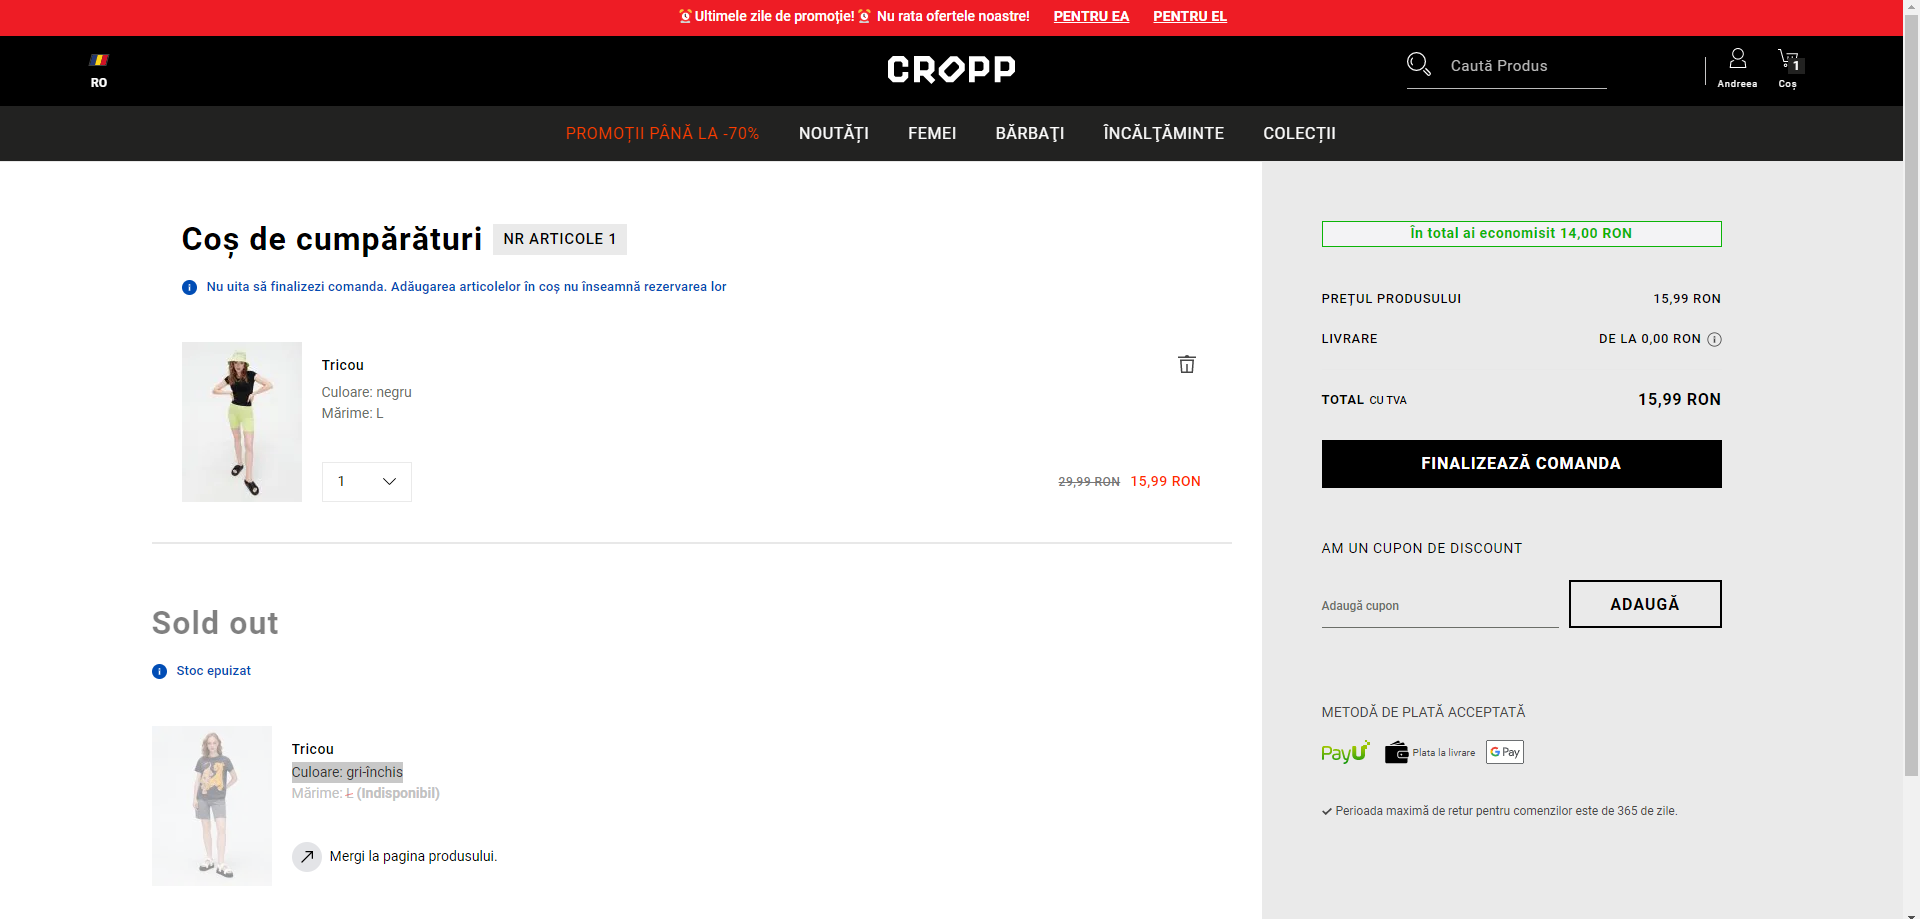 Ultimele zile de promoție! Nu rata ofertele noastre! PENTRU EA PENTRU EL
RO
CROPP
Caută Produs
Andreea
1
Coș
PROMOȚII PÂNĂ LA -70% NOUTĂȚI FEMEI BĂRBAȚI ÎNCĂLȚĂMINTE COLECȚII
Coș de cumpărături NR ARTICOLE 1
Nu uita să finalizezi comanda. Adăugarea articolelor în coș nu înseamnă rezervarea lor
Tricou
Culoare: negru
Mărime: L
1
29,99 RON 15,99 RON
Sold out
Stoc epuizat
Tricou
Culoare: gri-închis
Mărime: L (Indisponibil)
Mergi la pagina produsului.
În total ai economisit 14,00 RON
PREȚUL PRODUSULUI 15,99 RON
LIVRARE DE LA 0,00 RON
TOTAL CU TVA 15,99 RON
FINALIZEAZĂ COMANDA
AM UN CUPON DE DISCOUNT
Adaugă cupon ADAUGĂ
METODĂ DE PLATĂ ACCEPTATĂ
PayU Plata la livrare G Pay
Perioada maximă de retur pentru comenzilor este de 365 de zile.